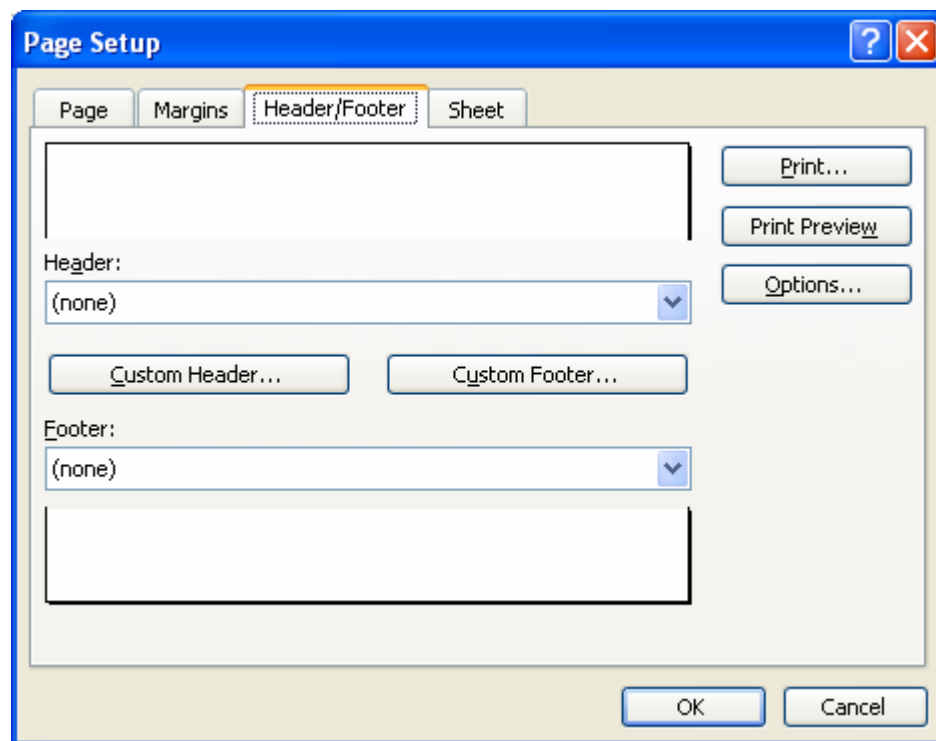 Page Setup
Page Margins Header/Footer Sheet
Print...
Print Preview
Header:
Options...
(none)
Custom Header... Custom Footer...
Footer:
(none)
OK Cancel